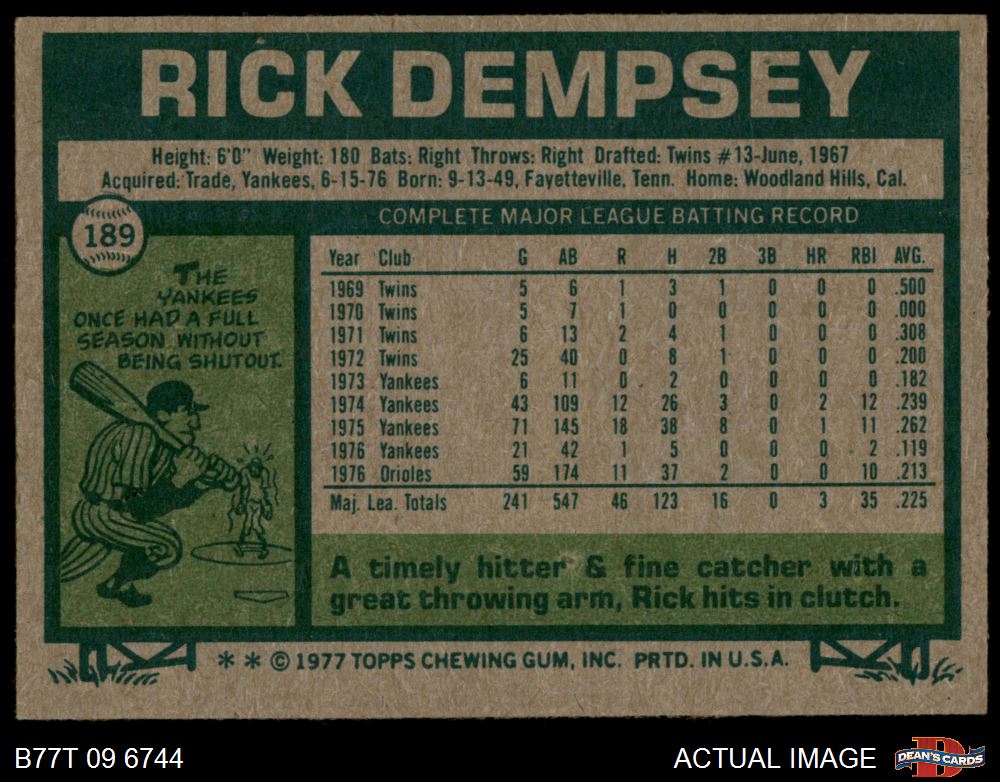 RICK DEMPSEY
Height: 6'0" Weight: 180 Bats: Right Throws: Right Drafted: Twins #13-June, 1967
Acquired: Trade, Yankees, 6-15-76 Born: 9-13-49, Fayetteville, Tenn. Home: Woodland Hills, Cal.
189
THE
YANKEES
ONCE HAD A FULL
SEASON WITHOUT
BEING SHUTOUT.
COMPLETE MAJOR LEAGUE BATTING RECORD
Year Club G AB R H 2B 3B HR RBI AVG.
1969 Twins 5 6 1 3 1 0 0 0 .500
1970 Twins 5 7 1 0 0 0 0 0 .000
1971 Twins 6 13 2 4 1 0 0 0 .308
1972 Twins 25 40 0 8 1 0 0 0 .200
1973 Yankees 6 11 0 2 0 0 0 0 .182
1974 Yankees 43 109 12 26 3 0 2 12 .239
1975 Yankees 71 145 18 38 8 0 1 11 .262
1976 Yankees 21 42 1 5 0 0 0 2 .119
1976 Orioles 59 174 11 37 2 0 0 10 .213
Maj. Lea. Totals 241 547 46 123 16 0 3 35 .225
A timely hitter & fine catcher with a
great throwing arm, Rick hits in clutch.
* * © 1977 TOPPS CHEWING GUM, INC. PRTD. IN U.S.A.
B77T 09 6744
ACTUAL IMAGE
D
DEAN'S CARDS